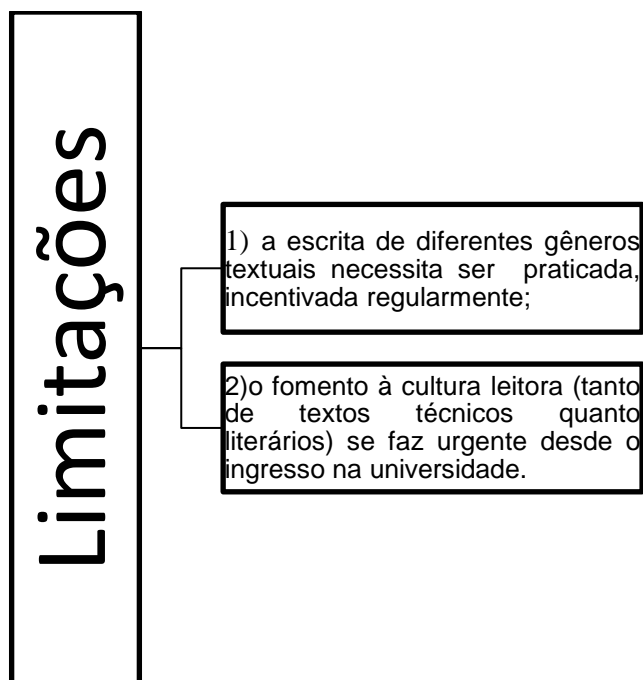 Limitações
1) a escrita de diferentes gêneros
textuais necessita ser praticada,
incentivada regularmente;
2)o fomento à cultura leitora (tanto
de textos técnicos quanto
literários) se faz urgente desde o
ingresso na universidade.